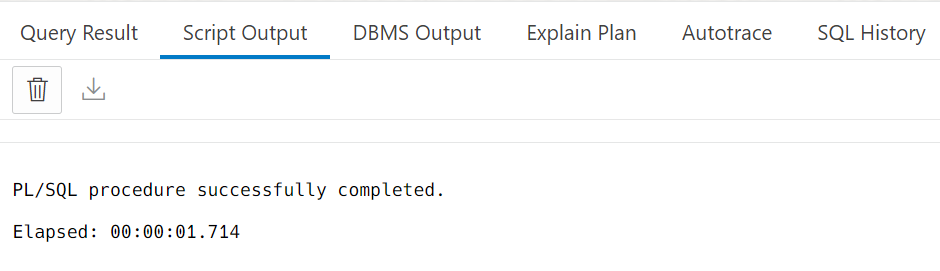 Query Result Script Output DBMS Output Explain Plan Autotrace SQL History
PL/SQL procedure successfully completed.
Elapsed: 00:00:01.714